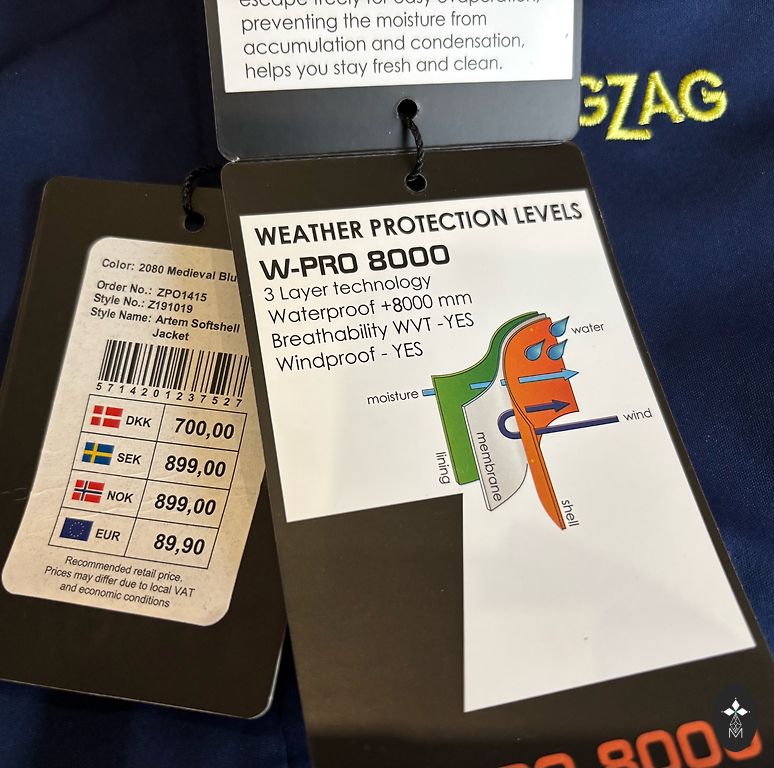 preventing the moisture from
accumulation and condensation,
helps you stay fresh and clean.
GZAG
WEATHER PROTECTION LEVELS
W-PRO 8000
3 Layer technology
Waterproof +8000 mm
Breathability WVT -YES
Windproof - YES
water
moisture
wind
lining
membrane
shell
Color: 2080 Medieval Blu
Order No.: ZPO1415
Style No.: Z191019
Style Name: Artem Softshell
Jacket
5714201237527
DKK 700,00
SEK 899,00
NOK 899,00
EUR 89,90
Recommended retail price.
Prices may differ due to local VAT
and economic conditions
8000
M